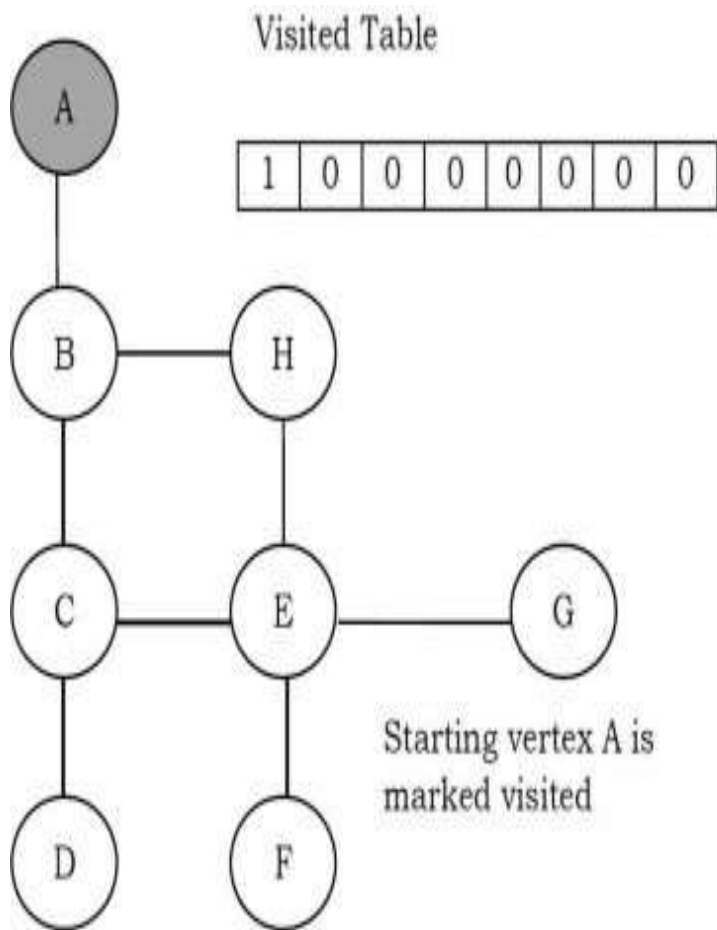 Visited Table
A
1 0 0 0 0 0 0 0
B H
C E G
Starting vertex A is
marked visited
D F